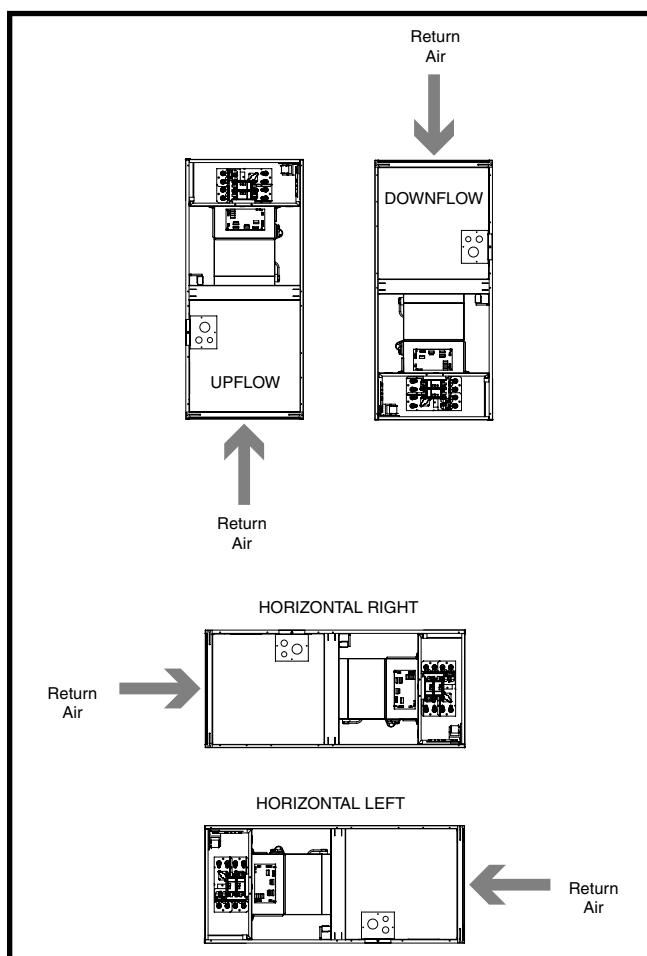 Return
Air
DOWNFLOW
UPFLOW
Return
Air
HORIZONTAL RIGHT
Return
Air
HORIZONTAL LEFT
Return
Air